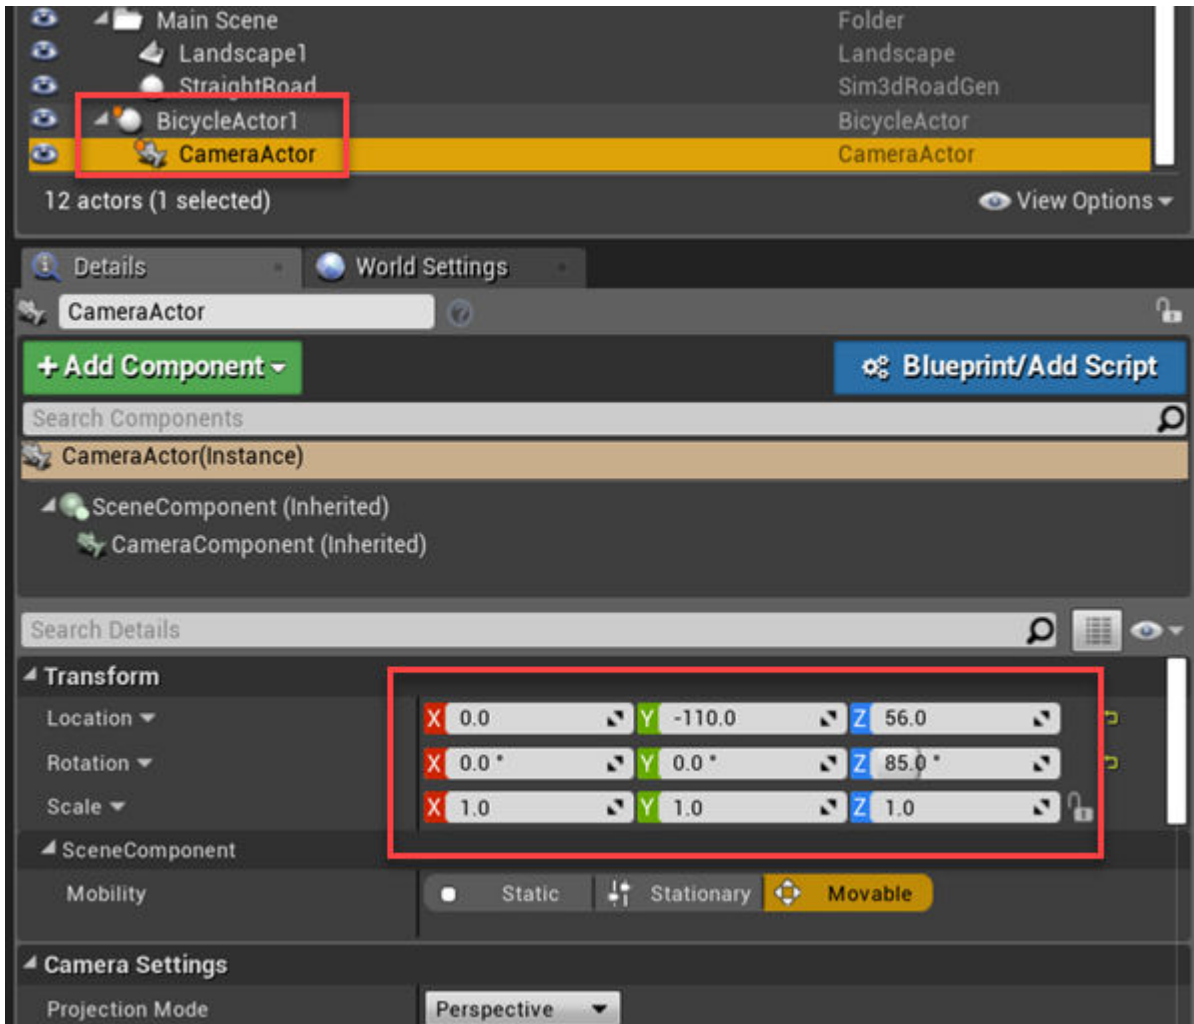 Main Scene Folder
Landscape1 Landscape
StraightRoad Sim3dRoadGen
BicycleActor1 BicycleActor
CameraActor CameraActor
12 actors (1 selected) View Options
Details World Settings
CameraActor
+ Add Component Blueprint/Add Script
Search Components
CameraActor(Instance)
SceneComponent (Inherited)
CameraComponent (Inherited)
Search Details
Transform
Location X 0.0 Y -110.0 Z 56.0
Rotation X 0.0 ° Y 0.0 ° Z 85.0 °
Scale X 1.0 Y 1.0 Z 1.0
SceneComponent
Mobility Static Stationary Movable
Camera Settings
Projection Mode Perspective